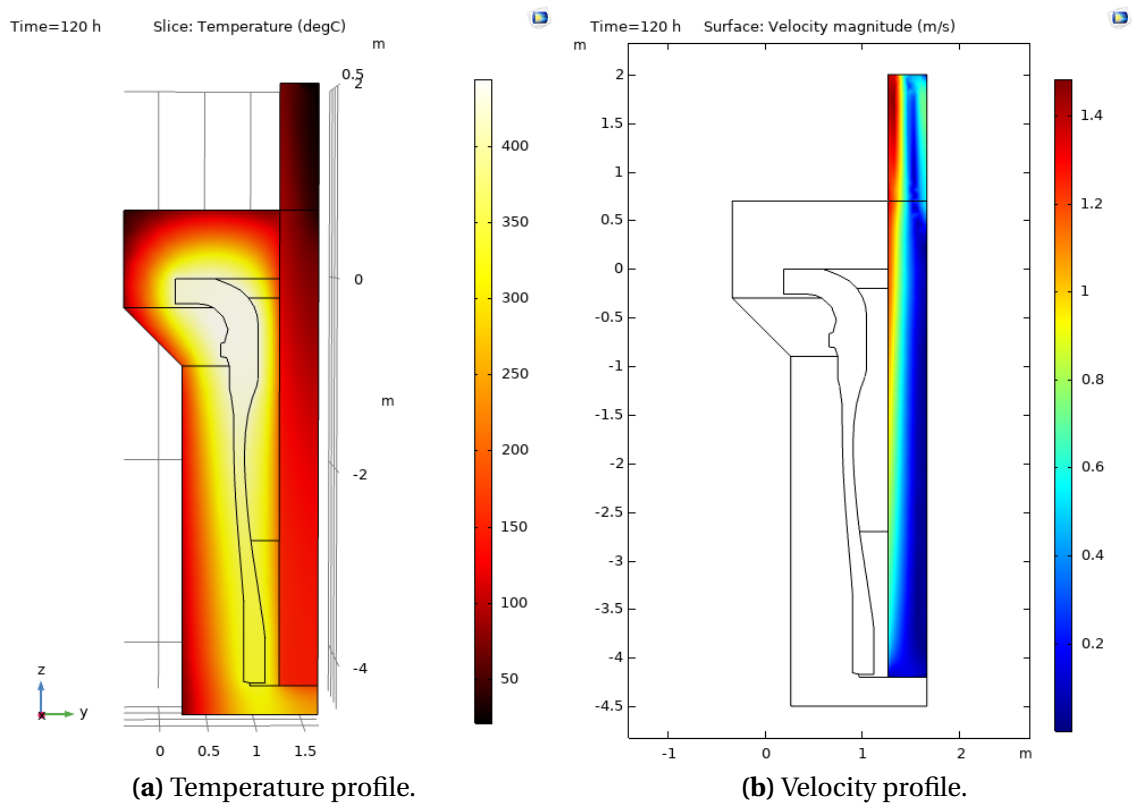 Time=120 h Slice: Temperature (degC)
m
0.5
2
0
m
-2
-4
400
350
300
250
200
150
100
50
z
y
x
0 0.5 1 1.5
(a) Temperature profile.
Time=120 h Surface: Velocity magnitude (m/s)
m
2
1.5
1
0.5
0
-0.5
-1
-1.5
-2
-2.5
-3
-3.5
-4
-4.5
-1 0 1 2 m
1.4
1.2
1
0.8
0.6
0.4
0.2
(b) Velocity profile.